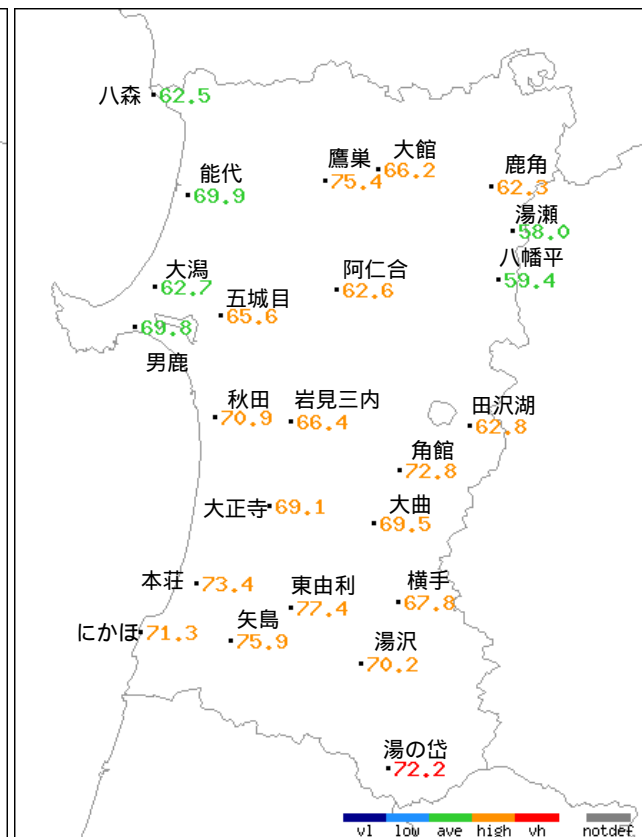 八森
62.5
大館
66.2
鷹巣
75.4
鹿角
62.3
能代
69.9
湯瀬
58.0
八幡平
59.4
大潟
62.7
阿仁合
62.6
五城目
65.6
69.8
男鹿
秋田
70.9
岩見三内
66.4
田沢湖
62.8
角館
72.8
大正寺
69.1
大曲
69.5
本荘
73.4
東由利
77.4
横手
67.8
にかほ
71.3
矢島
75.9
湯沢
70.2
湯の岱
72.2
vl low ave high vh notdef